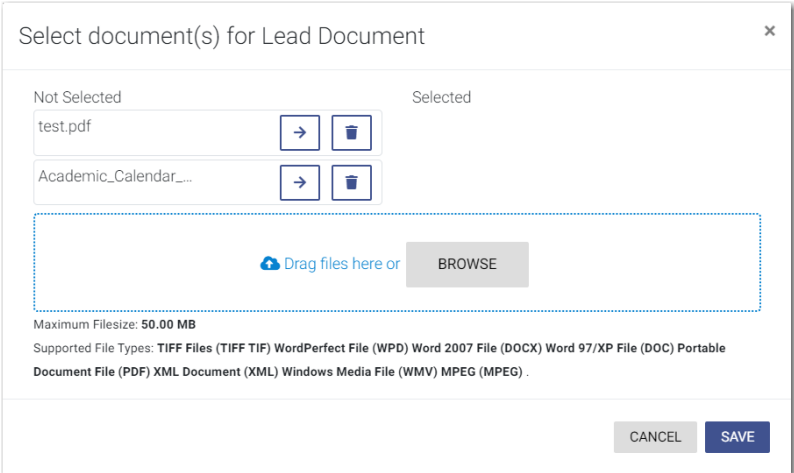 Select document(s) for Lead Document
×
Not Selected
Selected
test.pdf
Academic_Calendar_...
Drag files here or BROWSE
Maximum Filesize: 50.00 MB
Supported File Types: TIFF Files (TIFF TIF) WordPerfect File (WPD) Word 2007 File (DOCX) Word 97/XP File (DOC) Portable
Document File (PDF) XML Document (XML) Windows Media File (WMV) MPEG (MPEG) .
CANCEL SAVE